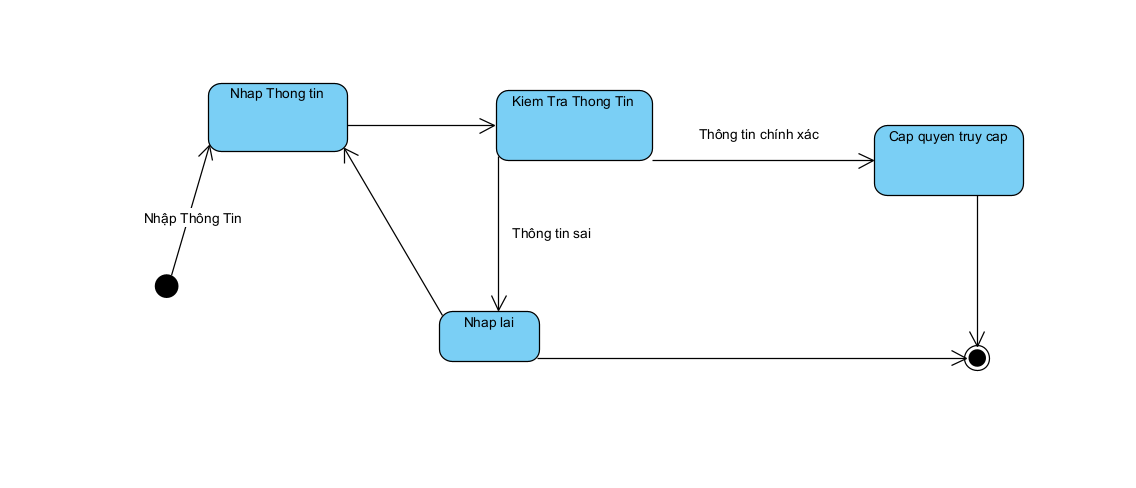 Nhap Thong tin
Kiem Tra Thong Tin
Thông tin chính xác
Cap quyen truy cap
Nhập Thông Tin
Thông tin sai
Nhap lai